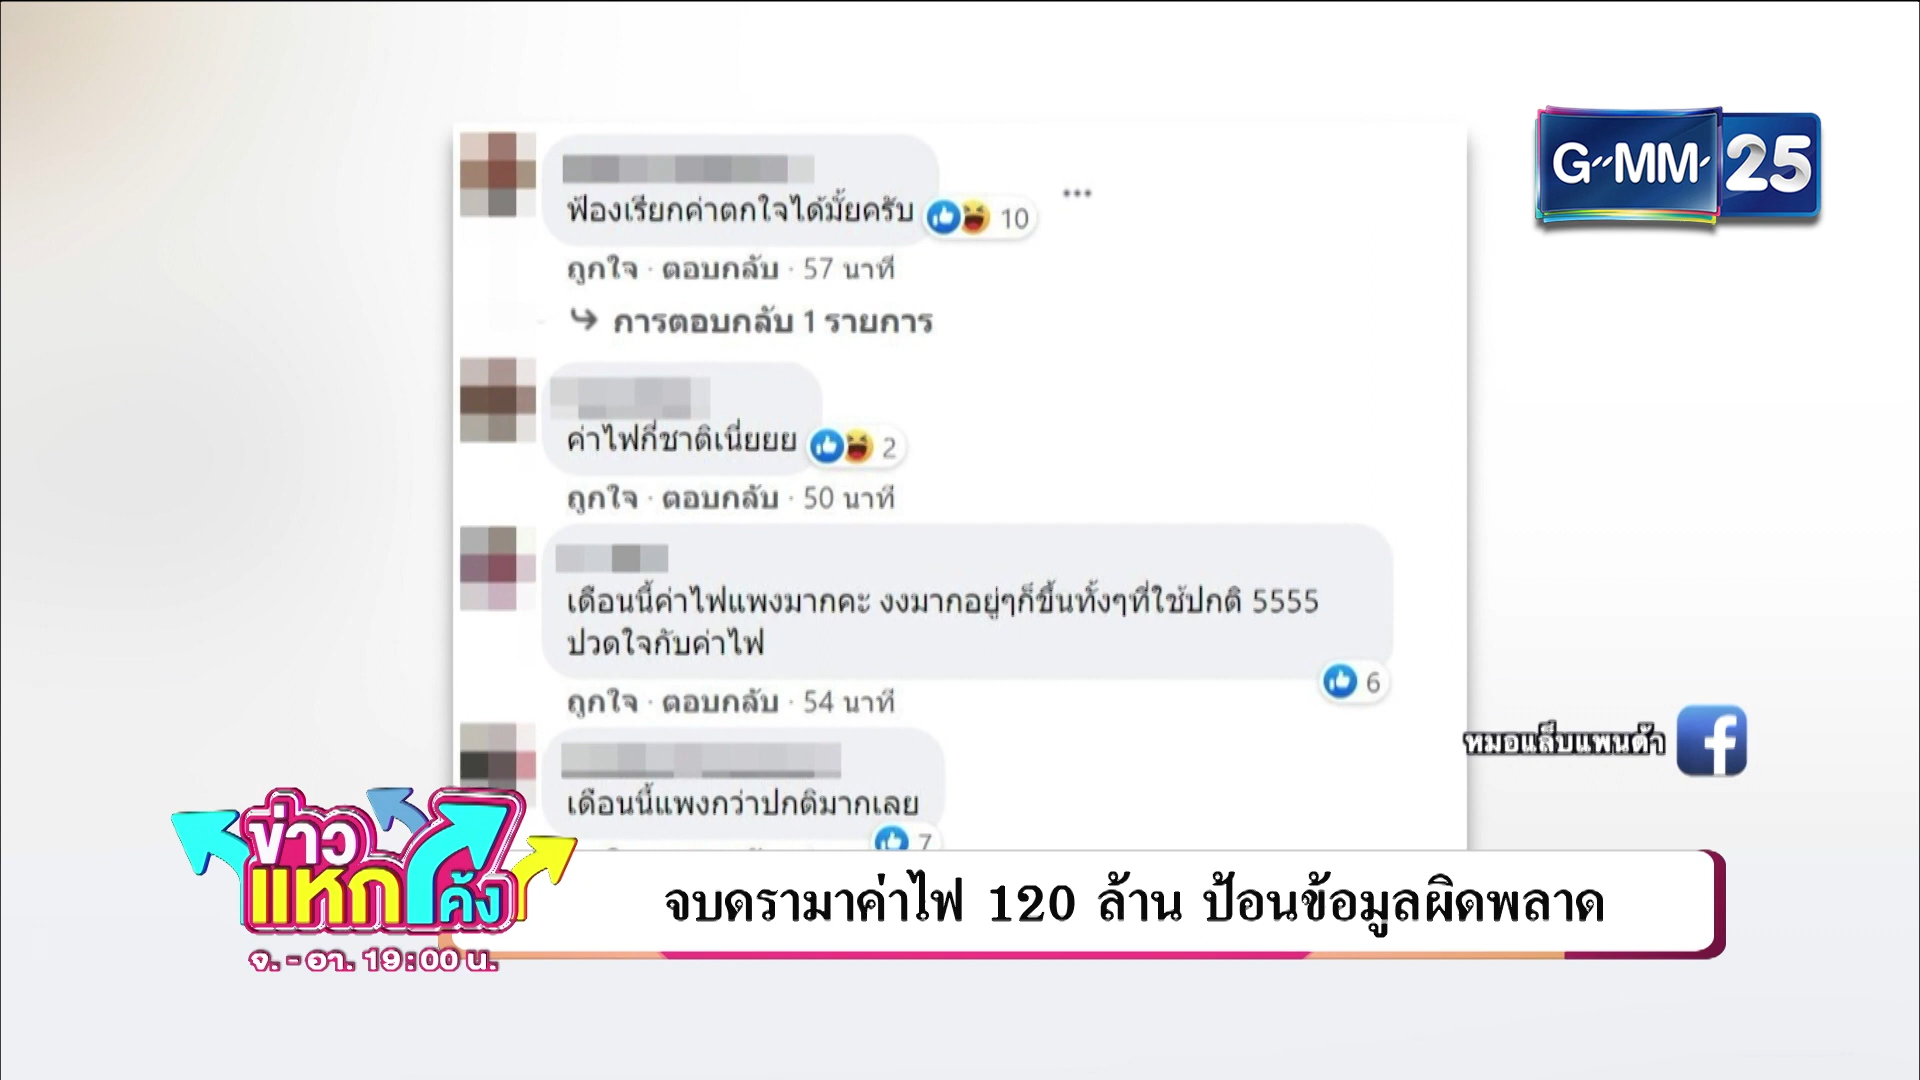 G-MM-25
ฟ้องเรียกค่าตกใจได้มั้ยครับ 10
ถูกใจ · ตอบกลับ · 57 นาที
การตอบกลับ 1 รายการ
ค่าไฟกี่ชาติเนี่ยยย 2
ถูกใจ · ตอบกลับ · 50 นาที
เดือนนี้ค่าไฟแพงมากคะ งงมากอยู่ๆก็ขึ้นทั้งๆที่ใช้ปกติ 5555
ปวดใจกับค่าไฟ
6
ถูกใจ · ตอบกลับ · 54 นาที
หมอแล็บแพนด้า
เดือนนี้แพงกว่าปกติมากเลย
7
ข่าว
แหกโค้ง
จ. - อา. 19:00 น.
จบดรามาค่าไฟ 120 ล้าน ป้อนข้อมูลผิดพลาด